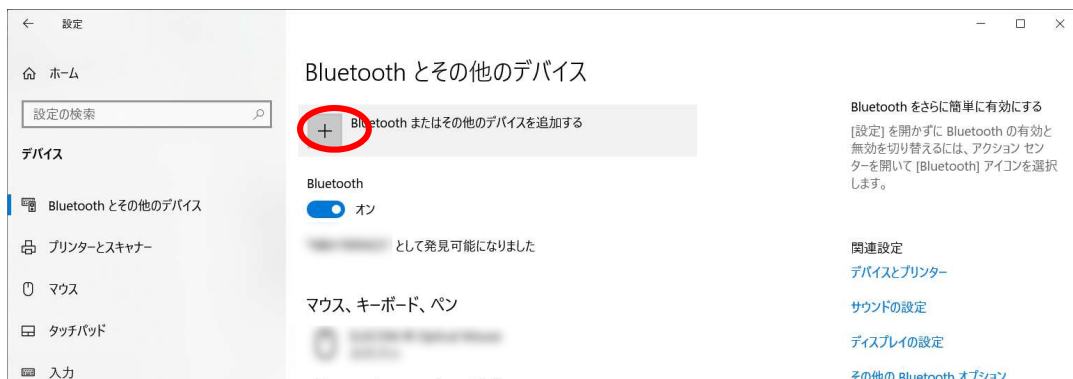 設定
ホーム
設定の検索
デバイス
Bluetooth とその他のデバイス
プリンターとスキャナー
マウス
タッチパッド
入力
Bluetooth とその他のデバイス
Bluetooth またはその他のデバイスを追加する
Bluetooth
オン
として発見可能になりました
マウス、キーボード、ペン
Bluetooth をさらに簡単に有効にする
[設定] を開かずに Bluetooth の有効と
無効を切り替えるには、アクション セン
ターを開いて [Bluetooth] アイコンを選択
します。
関連設定
デバイスとプリンター
サウンドの設定
ディスプレイの設定
その他の Bluetooth オプション